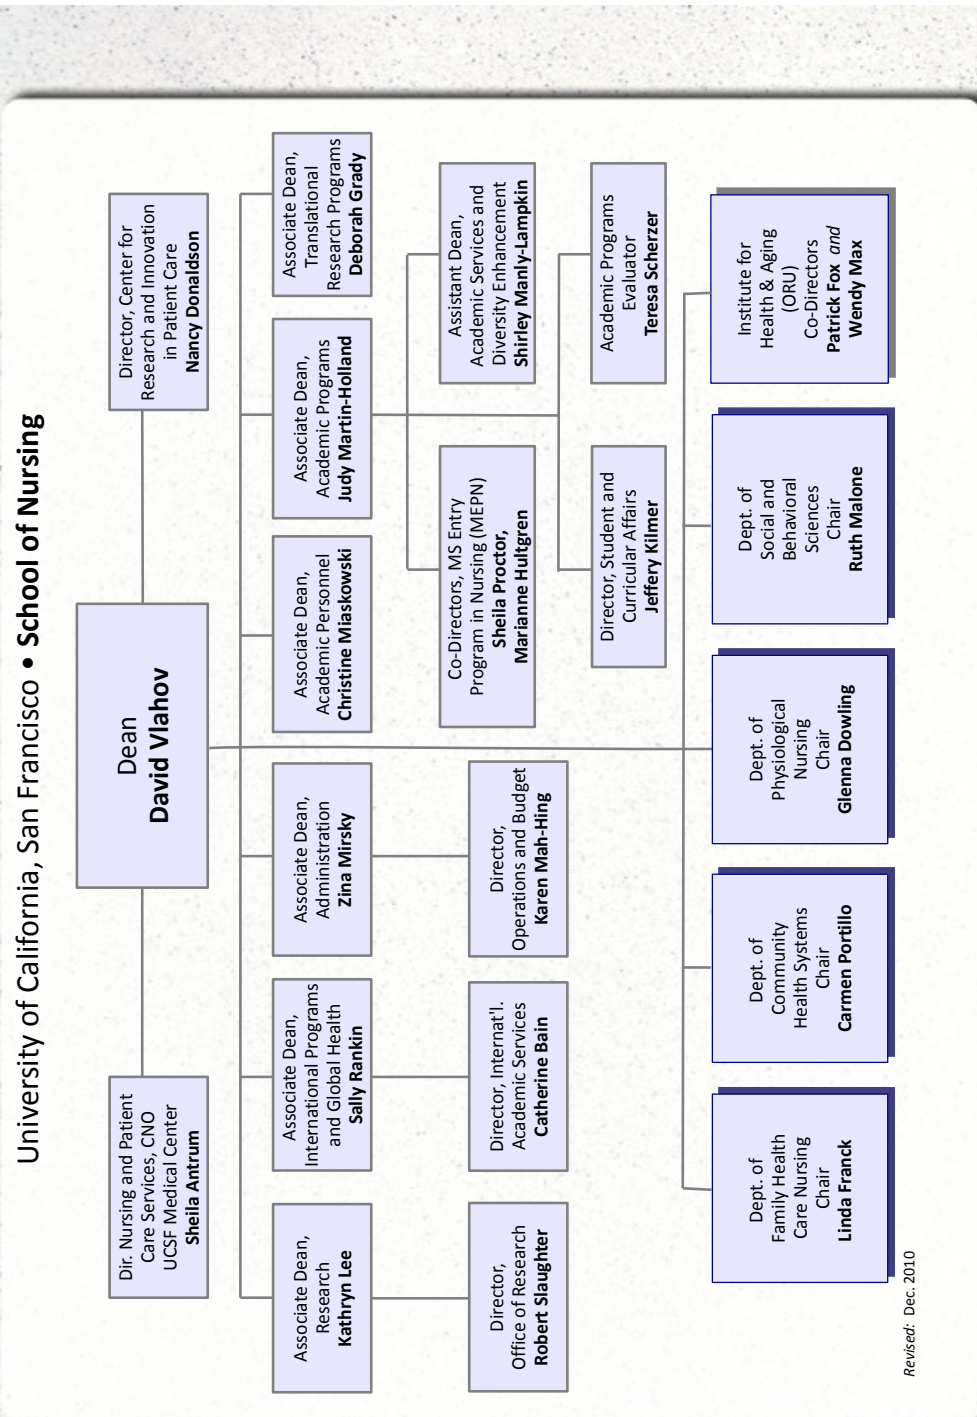 University of California, San Francisco • School of Nursing
Dean
David Vlahov
Dir. Nursing and Patient
Care Services, CNO
UCSF Medical Center
Sheila Antrum
Director, Center for
Research and Innovation
in Patient Care
Nancy Donaldson
Associate Dean,
Research
Kathryn Lee
Associate Dean,
International Programs
and Global Health
Sally Rankin
Associate Dean,
Administration
Zina Mirsky
Associate Dean,
Academic Personnel
Christine Miaskowski
Associate Dean,
Academic Programs
Judy Martin-Holland
Associate Dean,
Translational
Research Programs
Deborah Grady
Director,
Office of Research
Robert Slaughter
Director, Internat'l.
Academic Services
Catherine Bain
Director,
Operations and Budget
Karen Mah-Hing
Co-Directors, MS Entry
Program in Nursing (MEPN)
Sheila Proctor,
Marianne Hultgren
Assistant Dean,
Academic Services and
Diversity Enhancement
Shirley Manly-Lampkin
Director, Student and
Curricular Affairs
Jeffery Kilmer
Academic Programs
Evaluator
Teresa Scherzer
Dept. of
Family Health
Care Nursing
Chair
Linda Franck
Dept. of
Community
Health Systems
Chair
Carmen Portillo
Dept. of
Physiological
Nursing
Chair
Glenna Dowling
Dept. of
Social and
Behavioral
Sciences
Chair
Ruth Malone
Institute for
Health & Aging
(ORU)
Co-Directors
Patrick Fox and
Wendy Max
Revised: Dec. 2010